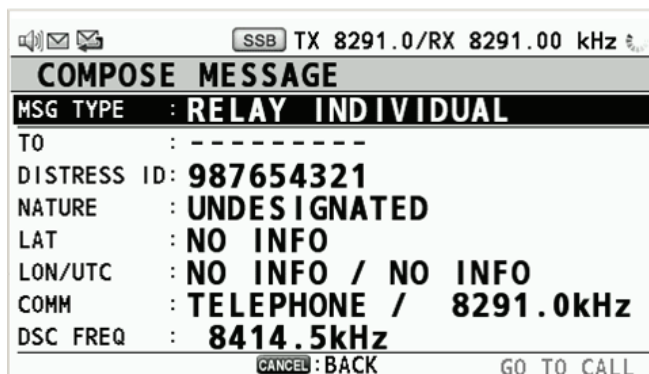 SSB TX 8291.0/RX 8291.00 kHz
COMPOSE MESSAGE
MSG TYPE : RELAY INDIVIDUAL
TO : ---------
DISTRESS ID: 987654321
NATURE : UNDESIGNATED
LAT : NO INFO
LON/UTC : NO INFO / NO INFO
COMM : TELEPHONE / 8291.0kHz
DSC FREQ : 8414.5kHz
CANCEL : BACK GO TO CALL